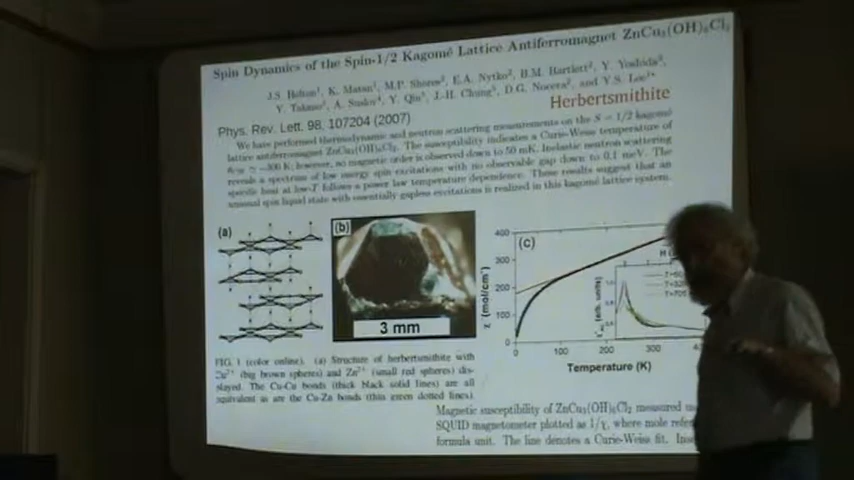 Spin Dynamics of the Spin-1/2 Kagomé Lattice Antiferromagnet ZnCu₃(OH)₆Cl₂
J.S. Helton¹, K. Matan¹, M.P. Shores², E.A. Nytko², B.M. Bartlett², Y. Yoshida³,
Y. Takano³, A. Suslov⁴, Y. Qiu⁵, J.-H. Chung⁵, D.G. Nocera², and Y.S. Lee¹*
Herbertsmithite
Phys. Rev. Lett. 98, 107204 (2007)
We have performed thermodynamic and neutron scattering measurements on the S = 1/2 kagomé
lattice antiferromagnet ZnCu₃(OH)₆Cl₂. The susceptibility indicates a Curie-Weiss temperature of
≃ −300 K; however, no magnetic order is observed down to 50 mK. Inelastic neutron scattering
reveals a spectrum of low energy spin excitations with no observable gap down to 0.1 meV. The
specific heat at low-T follows a power law temperature dependence. These results suggest that an
unusual spin liquid state with essentially gapless excitations is realized in this kagomé lattice system.
(a)
(b)
3 mm
(c)
400
300
200
100
0
χ (mol/cm³)
0 100 200 300
Temperature (K)
FIG. 1 (color online). (a) Structure of herbertsmithite with
Cu²⁺ (big brown spheres) and Zn²⁺ (small red spheres) dis-
played. The Cu-Cu bonds (thick black solid lines) are all
equivalent as are the Cu-Zn bonds (thin green dotted lines).
Magnetic susceptibility of ZnCu₃(OH)₆Cl₂ measured
SQUID magnetometer plotted as 1/χ, where mole
formula unit. The line denotes a Curie-Weiss fit.